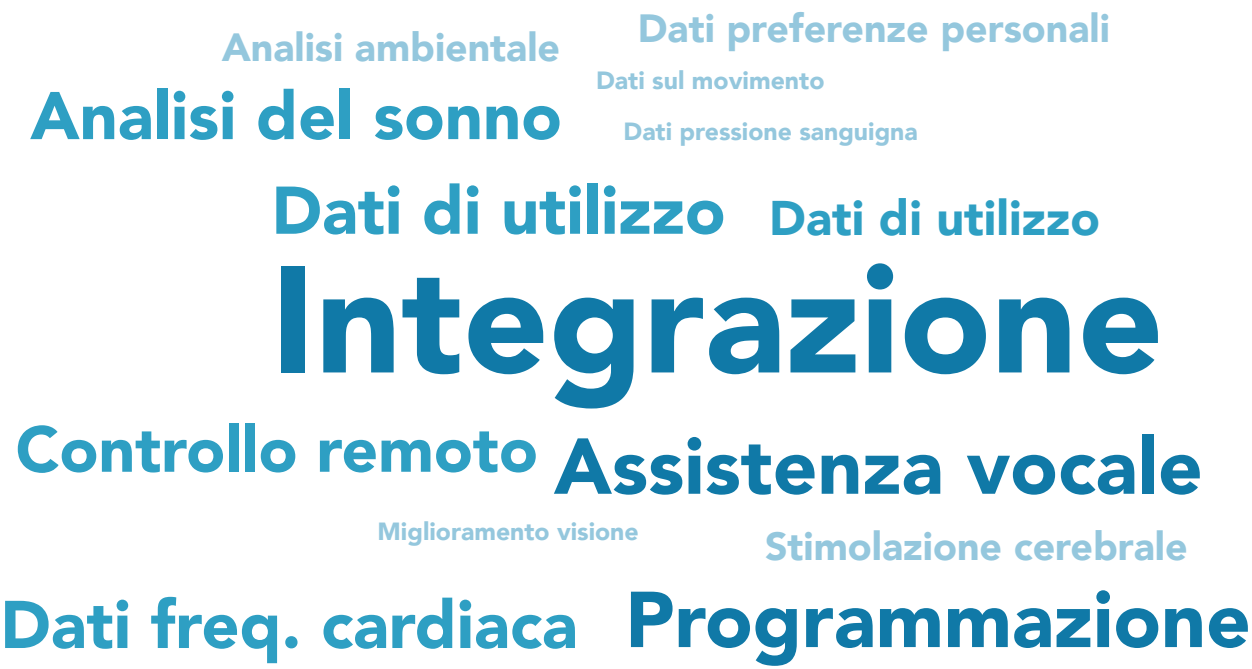 Dati preferenze personali
Analisi ambientale
Dati sul movimento
Analisi del sonno
Dati pressione sanguigna
Dati di utilizzo
Dati di utilizzo
Integrazione
Controllo remoto
Assistenza vocale
Miglioramento visione
Stimolazione cerebrale
Dati freq. cardiaca
Programmazione